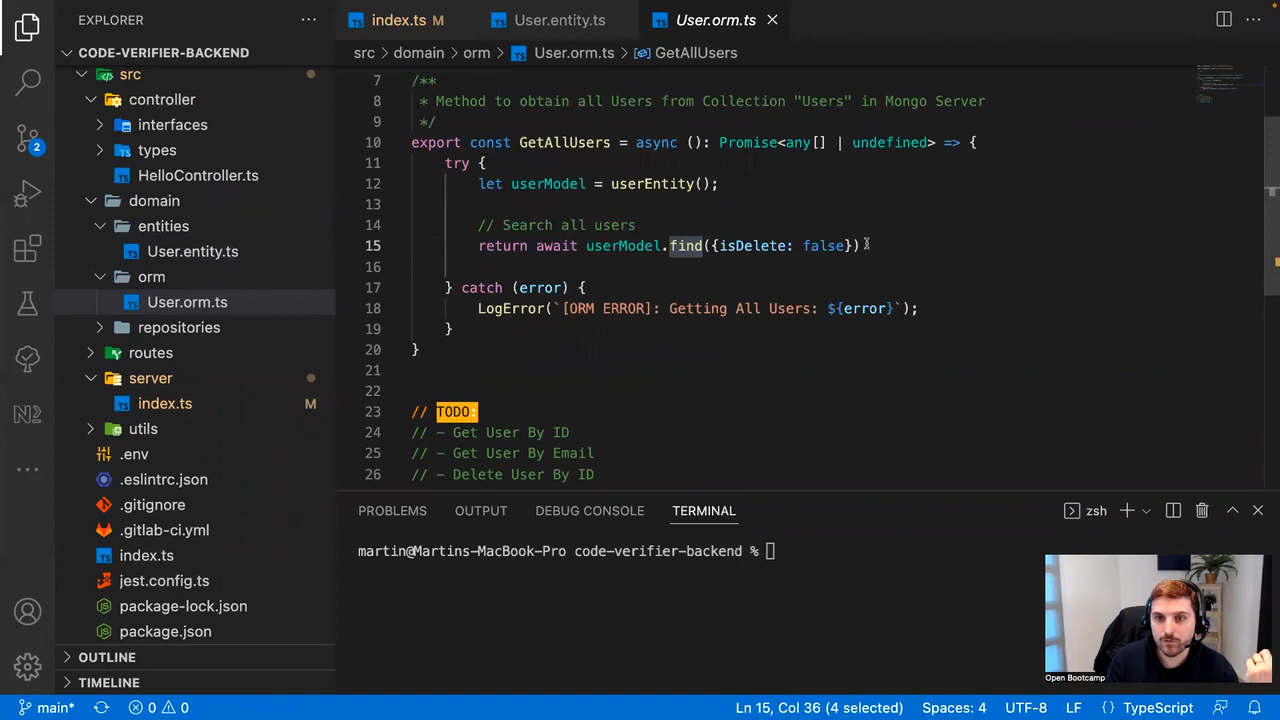 EXPLORER
index.ts M
User.entity.ts
User.orm.ts
CODE-VERIFIER-BACKEND
src > domain > orm > User.orm.ts > GetAllUsers
src
controller
interfaces
types
HelloController.ts
domain
entities
User.entity.ts
orm
User.orm.ts
repositories
routes
server
index.ts M
utils
.env
.eslintrc.json
.gitignore
.gitlab-ci.yml
index.ts
jest.config.ts
package-lock.json
package.json
OUTLINE
TIMELINE
2
7 /**
8 * Method to obtain all Users from Collection "Users" in Mongo Server
9 */
10 export const GetAllUsers = async (): Promise<any[] | undefined> => {
11 try {
12 let userModel = userEntity();
13
14 // Search all users
15 return await userModel.find({isDelete: false})
16
17 } catch (error) {
18 LogError(`[ORM ERROR]: Getting All Users: ${error}`);
19 }
20 }
21
22
23 // TODO:
24 // - Get User By ID
25 // - Get User By Email
26 // - Delete User By ID
PROBLEMS OUTPUT DEBUG CONSOLE TERMINAL
zsh
martin@Martins-MacBook-Pro code-verifier-backend %
Open Bootcamp
main* 0 0 Ln 15, Col 36 (4 selected) Spaces: 4 UTF-8 LF {} TypeScript